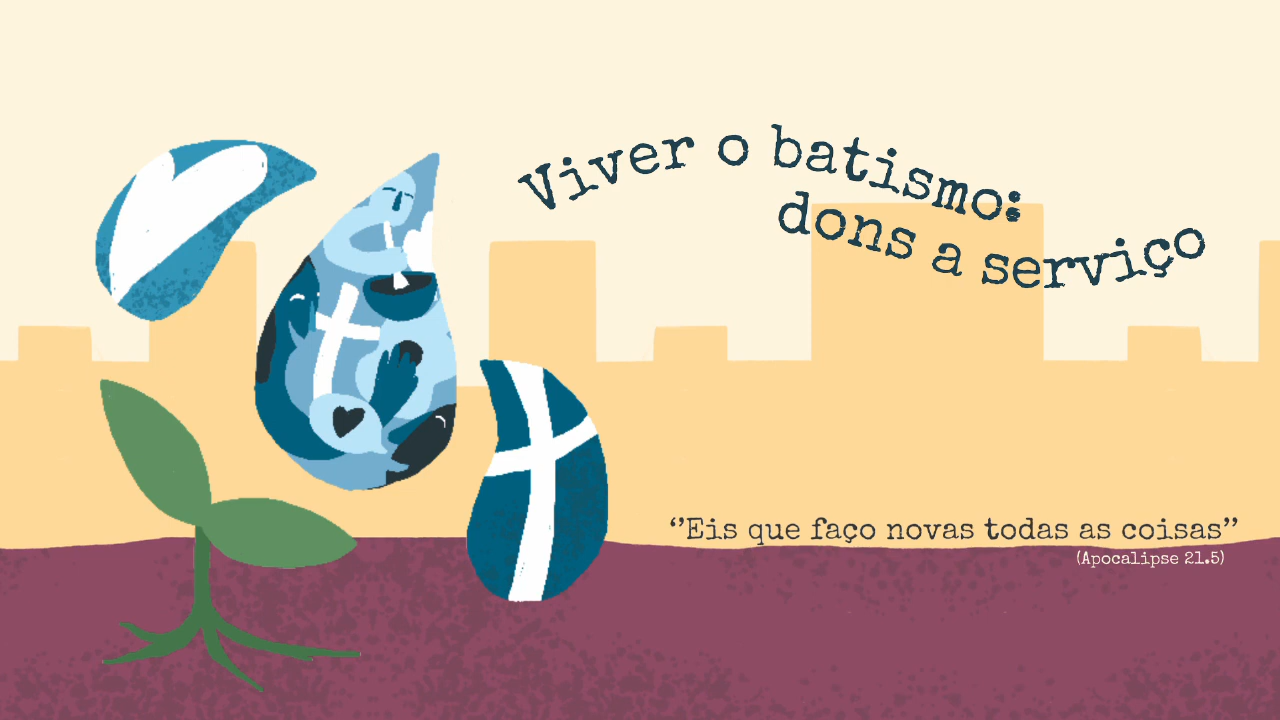 Viver o batismo:
dons a serviço
“Eis que faço novas todas as coisas”
(Apocalipse 21.5)